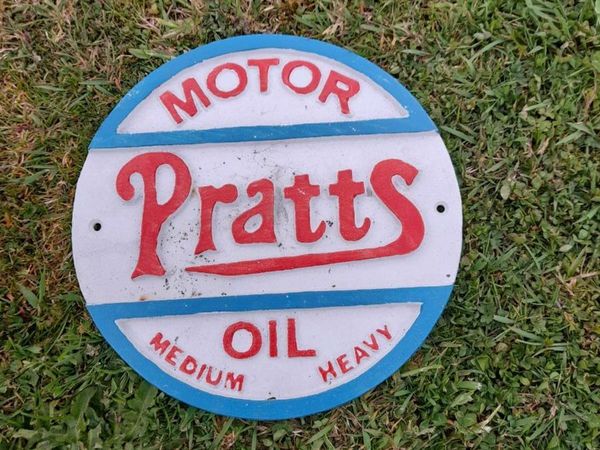 MOTOR
Pratts
OIL
MEDIUM HEAVY